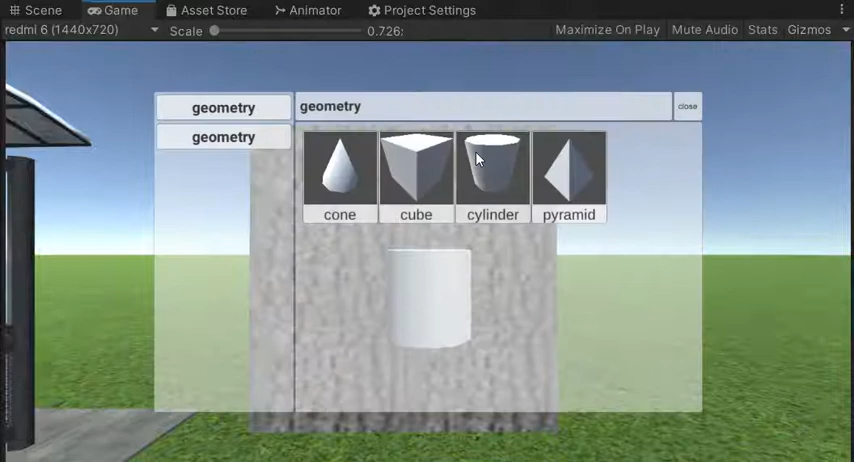 Scene Game Asset Store Animator Project Settings
redmi 6 (1440x720) Scale 0.726: Maximize On Play Mute Audio Stats Gizmos
geometry geometry close
geometry
cone cube cylinder pyramid